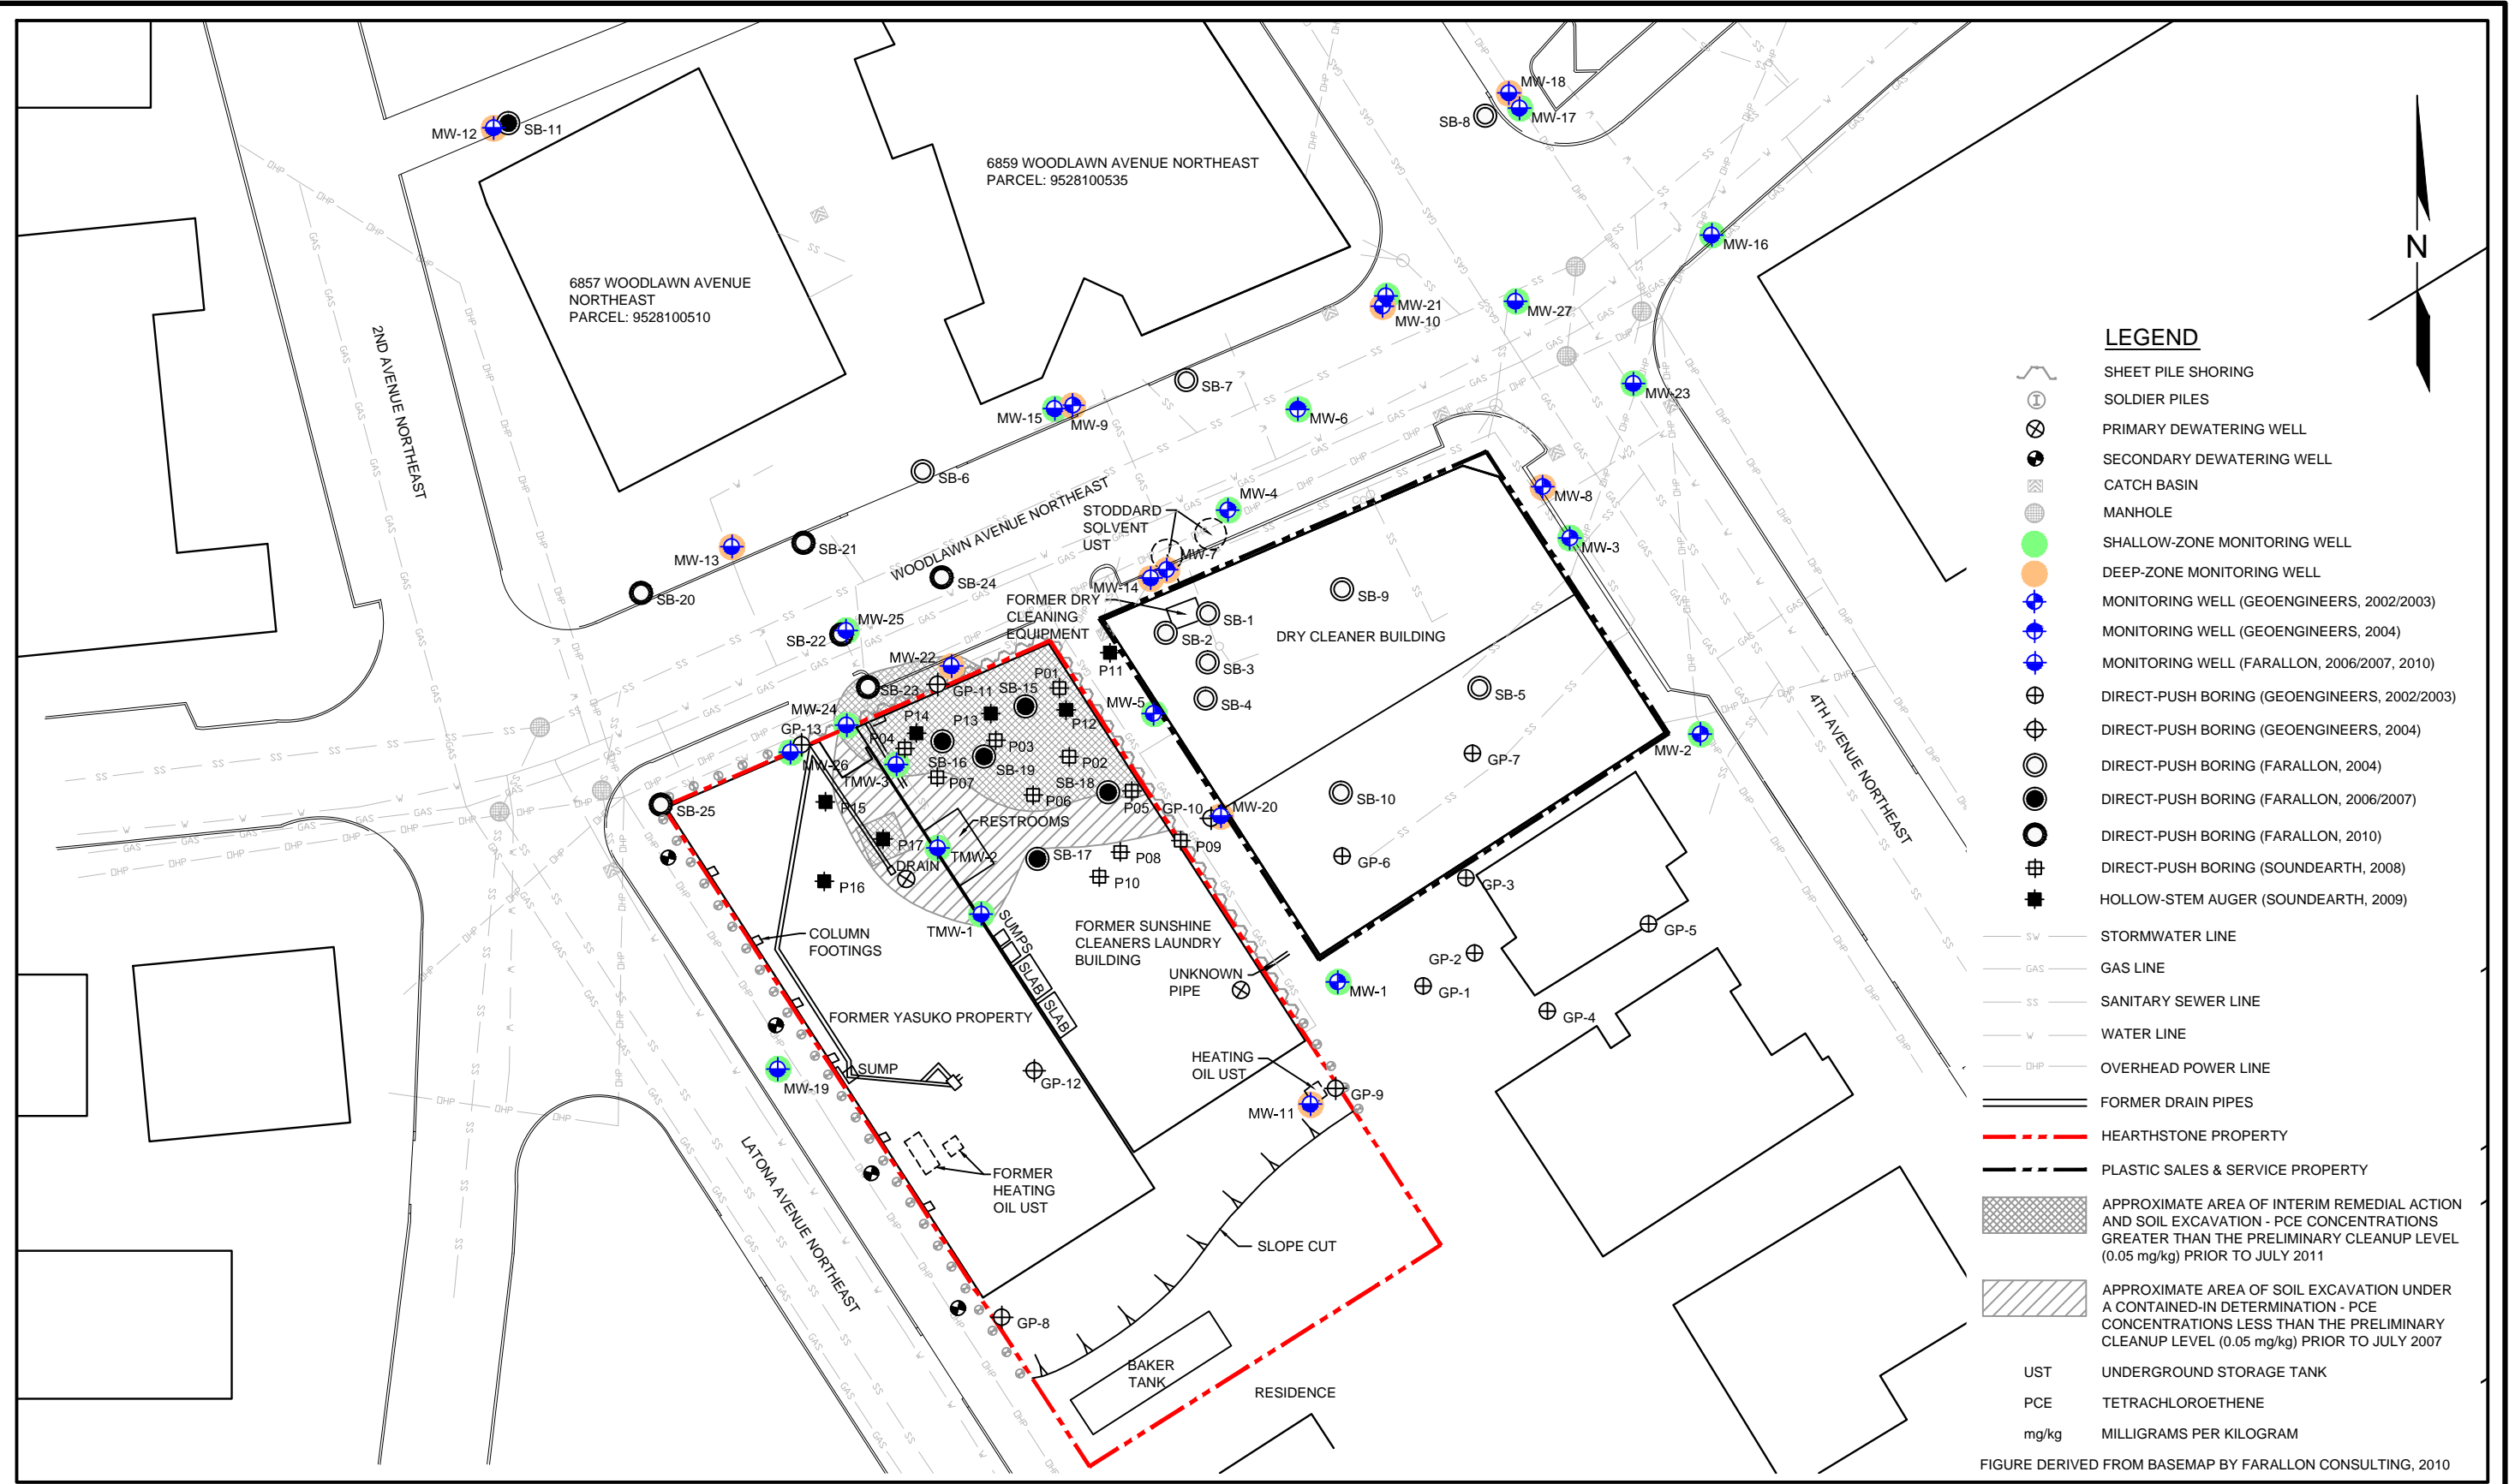 MW-18
MW-17
SB-8
MW-12
SB-11
6859 WOODLAWN AVENUE NORTHEAST
PARCEL: 9528100535
MW-16
N
6857 WOODLAWN AVENUE
NORTHEAST
PARCEL: 9528100510
MW-21
MW-10
MW-27
2ND AVENUE NORTHEAST
SB-7
MW-23
MW-15
MW-9
MW-6
SB-6
WOODLAWN AVENUE NORTHEAST
MW-4
MW-8
STODDARD
SOLVENT
UST
MW-3
MW-13
SB-21
MW-7
SB-24
MW-14
SB-20
FORMER DRY
CLEANING
EQUIPMENT
SB-9
SB-1
MW-25
SB-22
SB-2
DRY CLEANER BUILDING
P11
SB-3
MW-22
P01
SB-23
GP-11
SB-15
SB-5
SB-4
MW-5
MW-24
P14
P13
P12
4TH AVENUE NORTHEAST
GP-13
P04
P03
MW-2
MW-26
SB-16
SB-19
P02
GP-7
TMW-3
P07
SB-18
P06
P05
SB-10
P15
GP-10
MW-20
SB-25
RESTROOMS
P17
TMW-2
SB-17
P08
P09
GP-6
DRAIN
P16
P10
GP-3
TMW-1
SUMPS
COLUMN
FOOTINGS
FORMER SUNSHINE
CLEANERS LAUNDRY
BUILDING
GP-5
SLAB
SLAB
UNKNOWN
PIPE
GP-2
MW-1
GP-1
FORMER YASUKO PROPERTY
GP-4
HEATING
OIL UST
SUMP
MW-19
GP-12
GP-9
MW-11
LATONA AVENUE NORTHEAST
FORMER
HEATING
OIL UST
SLOPE CUT
GP-8
BAKER
TANK
RESIDENCE
LEGEND
SHEET PILE SHORING
SOLDIER PILES
PRIMARY DEWATERING WELL
SECONDARY DEWATERING WELL
CATCH BASIN
MANHOLE
SHALLOW-ZONE MONITORING WELL
DEEP-ZONE MONITORING WELL
MONITORING WELL (GEOENGINEERS, 2002/2003)
MONITORING WELL (GEOENGINEERS, 2004)
MONITORING WELL (FARALLON, 2006/2007, 2010)
DIRECT-PUSH BORING (GEOENGINEERS, 2002/2003)
DIRECT-PUSH BORING (GEOENGINEERS, 2004)
DIRECT-PUSH BORING (FARALLON, 2004)
DIRECT-PUSH BORING (FARALLON, 2006/2007)
DIRECT-PUSH BORING (FARALLON, 2010)
DIRECT-PUSH BORING (SOUNDEARTH, 2008)
HOLLOW-STEM AUGER (SOUNDEARTH, 2009)
SW STORMWATER LINE
GAS GAS LINE
SS SANITARY SEWER LINE
W WATER LINE
OHP OVERHEAD POWER LINE
FORMER DRAIN PIPES
HEARTHSTONE PROPERTY
PLASTIC SALES & SERVICE PROPERTY
APPROXIMATE AREA OF INTERIM REMEDIAL ACTION
AND SOIL EXCAVATION - PCE CONCENTRATIONS
GREATER THAN THE PRELIMINARY CLEANUP LEVEL
(0.05 mg/kg) PRIOR TO JULY 2011
APPROXIMATE AREA OF SOIL EXCAVATION UNDER
A CONTAINED-IN DETERMINATION - PCE
CONCENTRATIONS LESS THAN THE PRELIMINARY
CLEANUP LEVEL (0.05 mg/kg) PRIOR TO JULY 2007
UST UNDERGROUND STORAGE TANK
PCE TETRACHLOROETHENE
mg/kg MILLIGRAMS PER KILOGRAM
FIGURE DERIVED FROM BASEMAP BY FARALLON CONSULTING, 2010